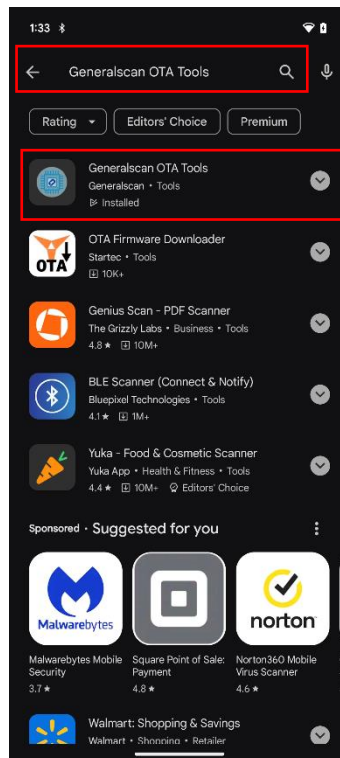 1:33
Generalscan OTA Tools
Rating
Editors' Choice
Premium
Generalscan OTA Tools
Generalscan • Tools
Installed
OTA
OTA Firmware Downloader
Startec • Tools
10K+
Genius Scan - PDF Scanner
The Grizzly Labs • Business • Tools
4.8 ★ 10M+
BLE Scanner (Connect & Notify)
Bluepixel Technologies • Tools
4.1 ★ 1M+
Yuka - Food & Cosmetic Scanner
Yuka App • Health & Fitness • Tools
4.4 ★ 10M+ Editors' Choice
Sponsored • Suggested for you
Malwarebytes
norton
Malwarebytes Mobile Security
3.7 ★
Square Point of Sale: Payment
4.8 ★
Norton360 Mobile Virus Scanner
4.6 ★
Walmart: Shopping & Savings
Walmart • Shopping • Retailer